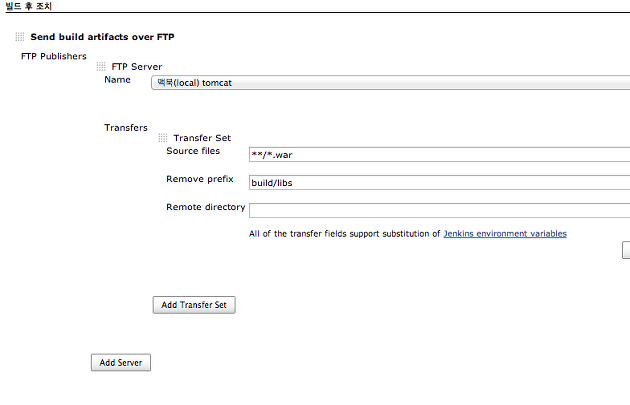 빌드 후 조치
Send build artifacts over FTP
FTP Publishers
FTP Server
Name
맥북(local) tomcat
Transfers
Transfer Set
Source files
**/*.war
Remove prefix
build/libs
Remote directory
All of the transfer fields support substitution of Jenkins environment variables
Add Transfer Set
Add Server